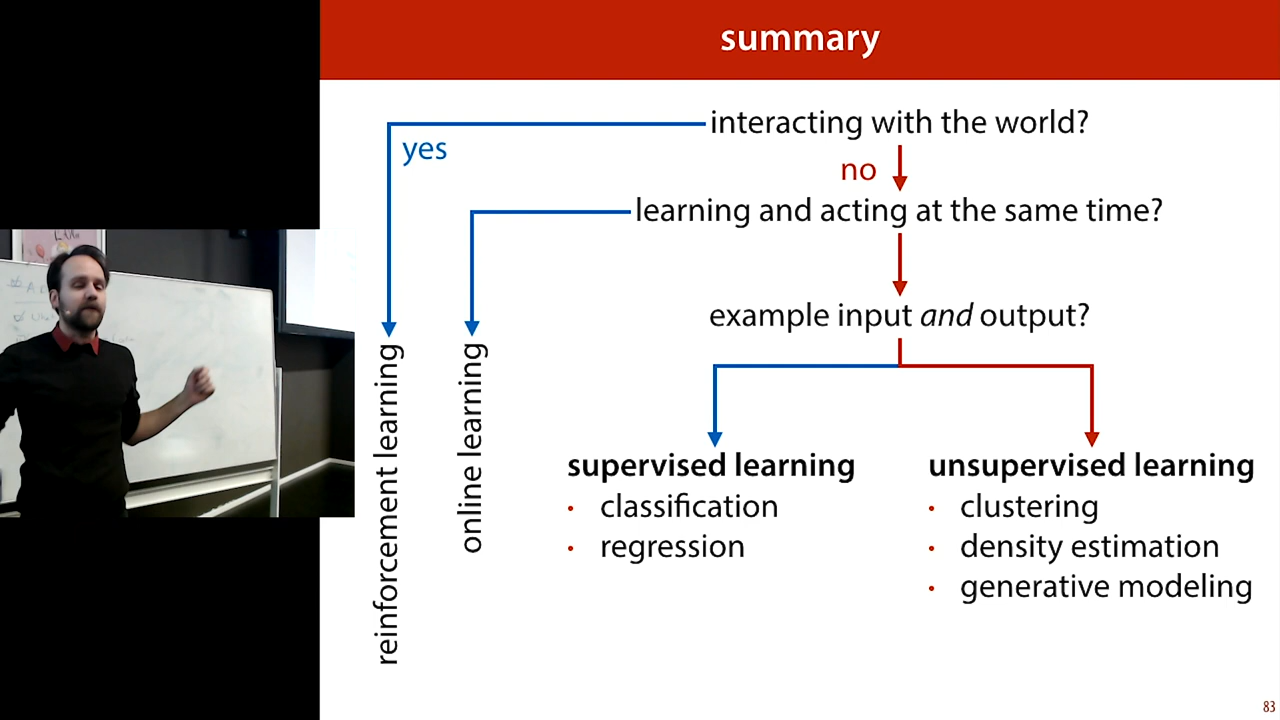 summary
interacting with the world?
yes
no
learning and acting at the same time?
example input and output?
reinforcement learning
online learning
supervised learning
• classification
• regression
unsupervised learning
• clustering
• density estimation
• generative modeling
83